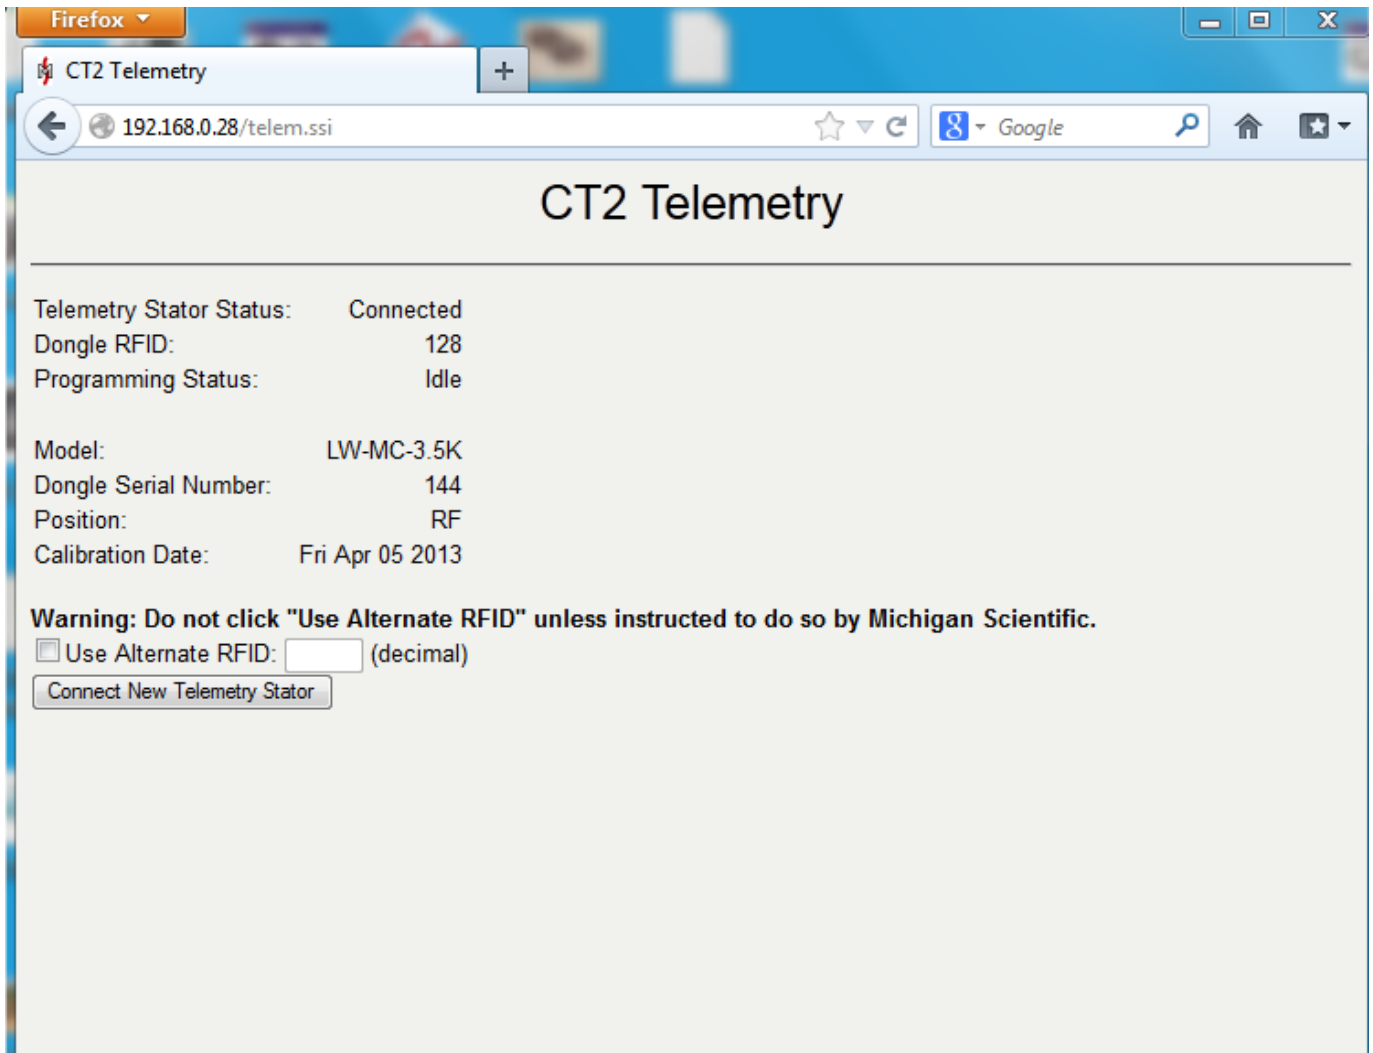 Firefox
CT2 Telemetry
192.168.0.28/telem.ssi
Google
CT2 Telemetry
Telemetry Stator Status: Connected
Dongle RFID: 128
Programming Status: Idle
Model: LW-MC-3.5K
Dongle Serial Number: 144
Position: RF
Calibration Date: Fri Apr 05 2013
Warning: Do not click "Use Alternate RFID" unless instructed to do so by Michigan Scientific.
Use Alternate RFID: (decimal)
Connect New Telemetry Stator